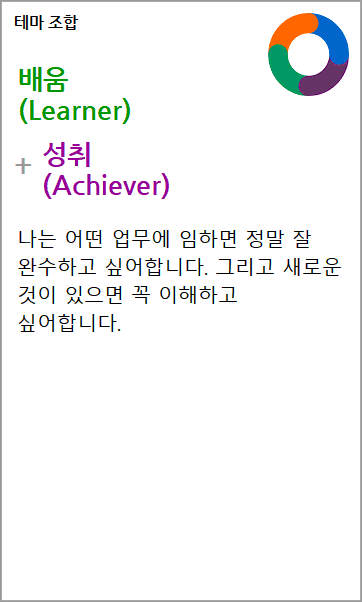 테마 조합
배움
(Learner)
+ 성취
(Achiever)
나는 어떤 업무에 임하면 정말 잘
완수하고 싶어합니다. 그리고 새로운
것이 있으면 꼭 이해하고
싶어합니다.